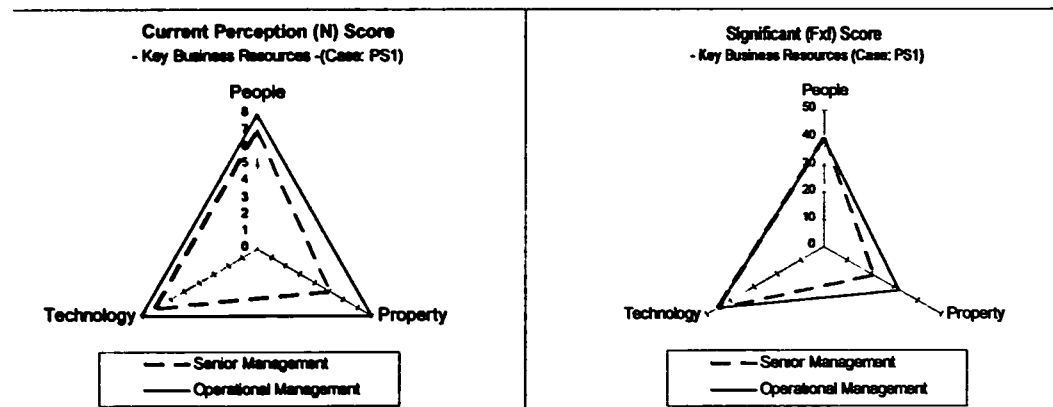 Current Perception (N) Score
- Key Business Resources -(Case: PS1)
People
8
7
6
5
4
3
2
1
0
Technology
Property
Senior Management
Operational Management
Significant (Fxf) Score
- Key Business Resources (Case: PS1)
People
50
40
30
20
10
0
Technology
Property
Senior Management
Operational Management